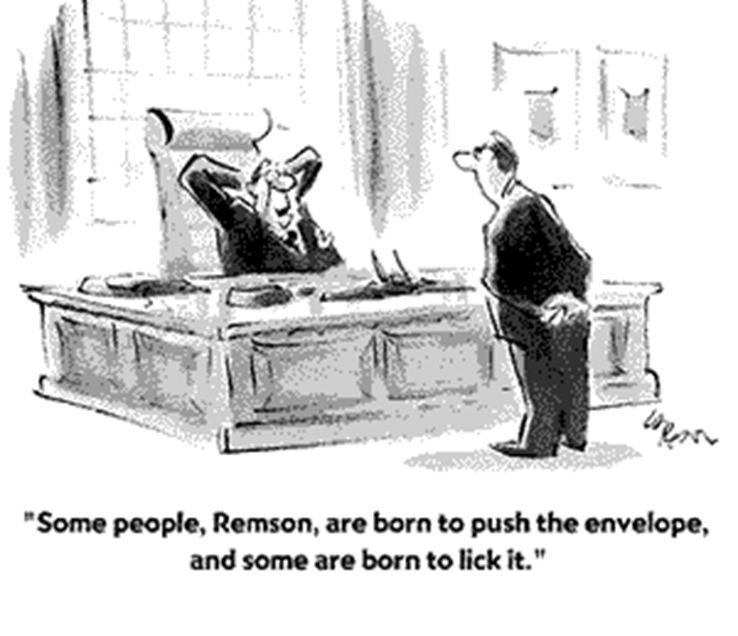 "Some people, Remson, are born to push the envelope,
and some are born to lick it."